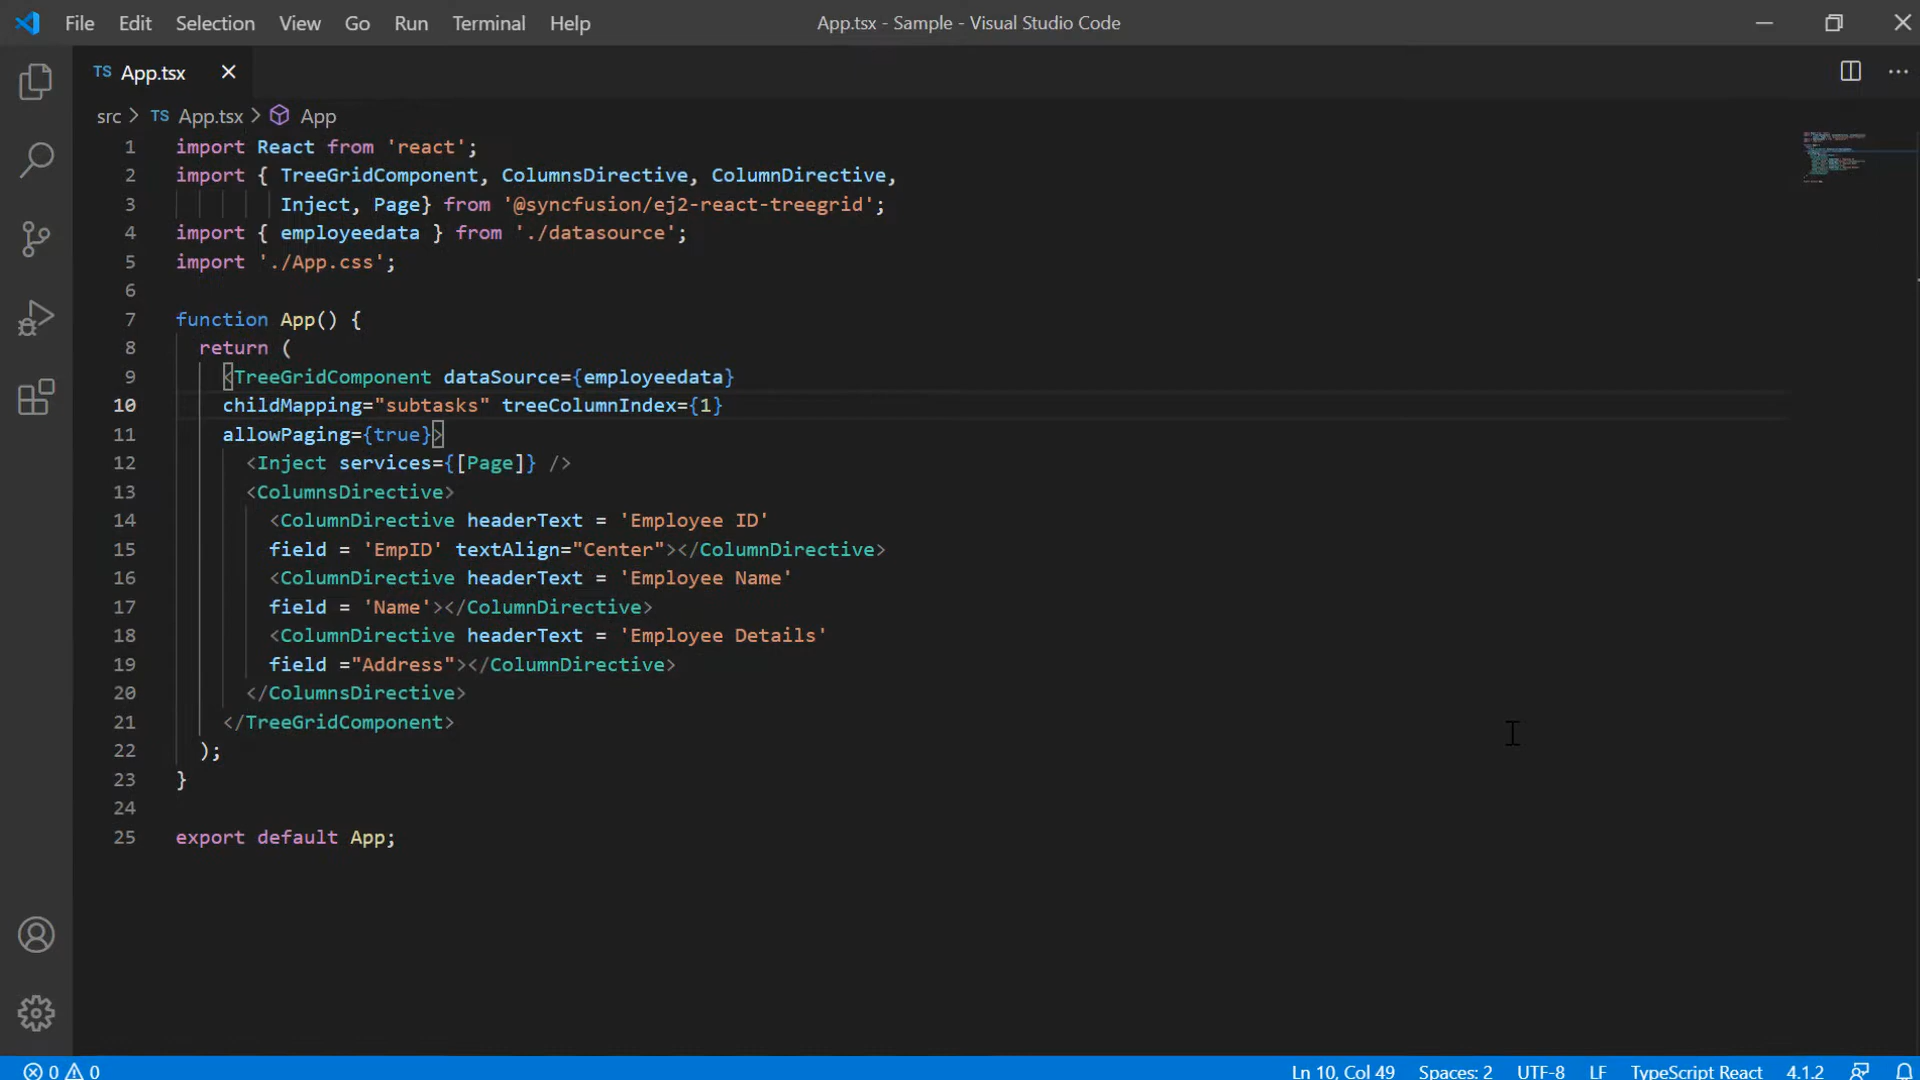 File Edit Selection View Go Run Terminal Help App.tsx - Sample - Visual Studio Code
TS App.tsx
src > TS App.tsx > App
1 import React from 'react';
2 import { TreeGridComponent, ColumnsDirective, ColumnDirective,
3 Inject, Page} from '@syncfusion/ej2-react-treegrid';
4 import { employeedata } from './datasource';
5 import './App.css';
6
7 function App() {
8 return (
9 <TreeGridComponent dataSource={employeedata}
10 childMapping="subtasks" treeColumnIndex={1}
11 allowPaging={true}>
12 <Inject services={[Page]} />
13 <ColumnsDirective>
14 <ColumnDirective headerText = 'Employee ID'
15 field = 'EmpID' textAlign="Center"></ColumnDirective>
16 <ColumnDirective headerText = 'Employee Name'
17 field = 'Name'></ColumnDirective>
18 <ColumnDirective headerText = 'Employee Details'
19 field ="Address"></ColumnDirective>
20 </ColumnsDirective>
21 </TreeGridComponent>
22 );
23 }
24
25 export default App;
0 0 Ln 10, Col 49 Spaces: 2 UTF-8 LF TypeScript React 4.1.2